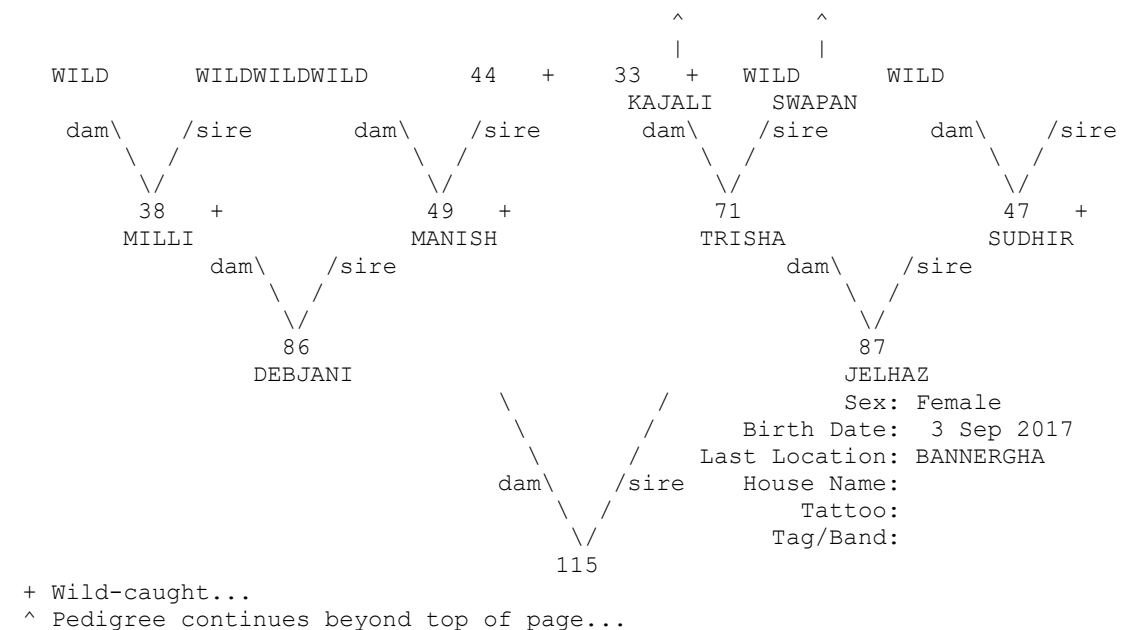 ^         ^
|         |
WILD      WILDWILDWILD       44   +    33   +   WILD      WILD
KAJALI    SWAPAN
dam\    /sire       dam\    /sire       dam\    /sire       dam\    /sire
\  /                \  /                \  /                \  /
\/                  \/                  \/                  \/
38   +              49   +              71                  47   +
MILLI               MANISH              TRISHA              SUDHIR
dam\    /sire                           dam\    /sire
\  /                                    \  /
\/                                      \/
86                                      87
DEBJANI                                 JELHAZ
\          /            Sex: Female
\        /      Birth Date:  3 Sep 2017
\      /   Last Location: BANNERGHA
dam\    /sire    House Name:
\  /             Tattoo:
\/            Tag/Band:
115
+ Wild-caught...
^ Pedigree continues beyond top of page...